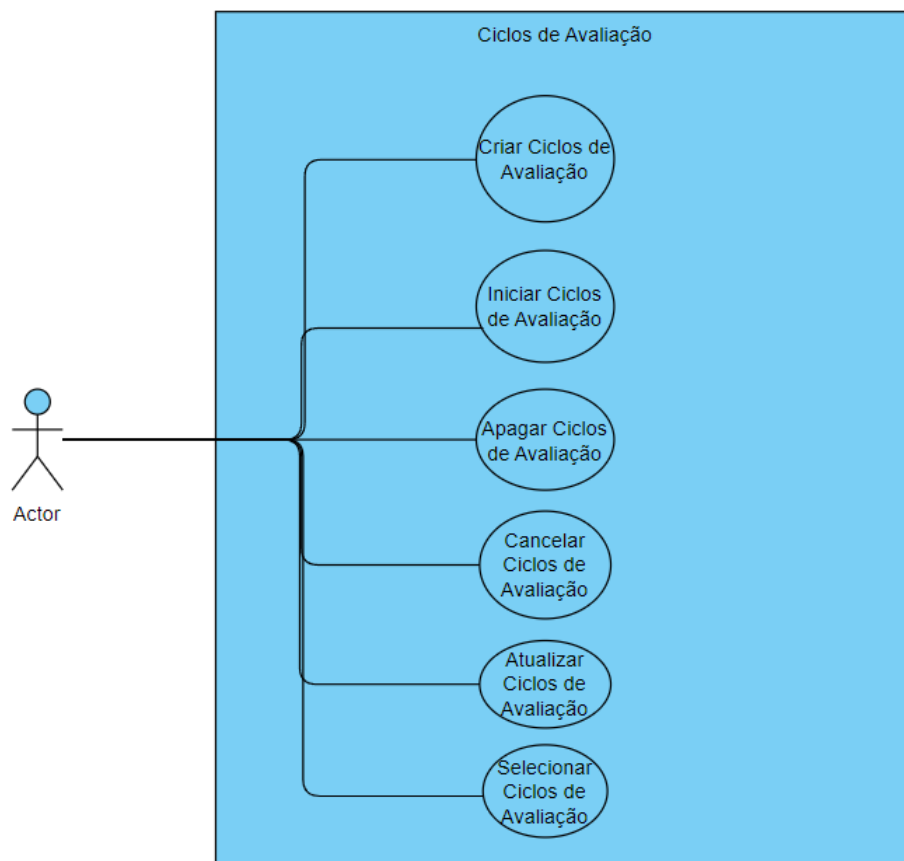 Ciclos de Avaliação
Criar Ciclos de
Avaliação
Iniciar Ciclos
de Avaliação
Apagar Ciclos
de Avaliação
Actor
Cancelar
Ciclos de
Avaliação
Atualizar
Ciclos de
Avaliação
Selecionar
Ciclos de
Avaliação